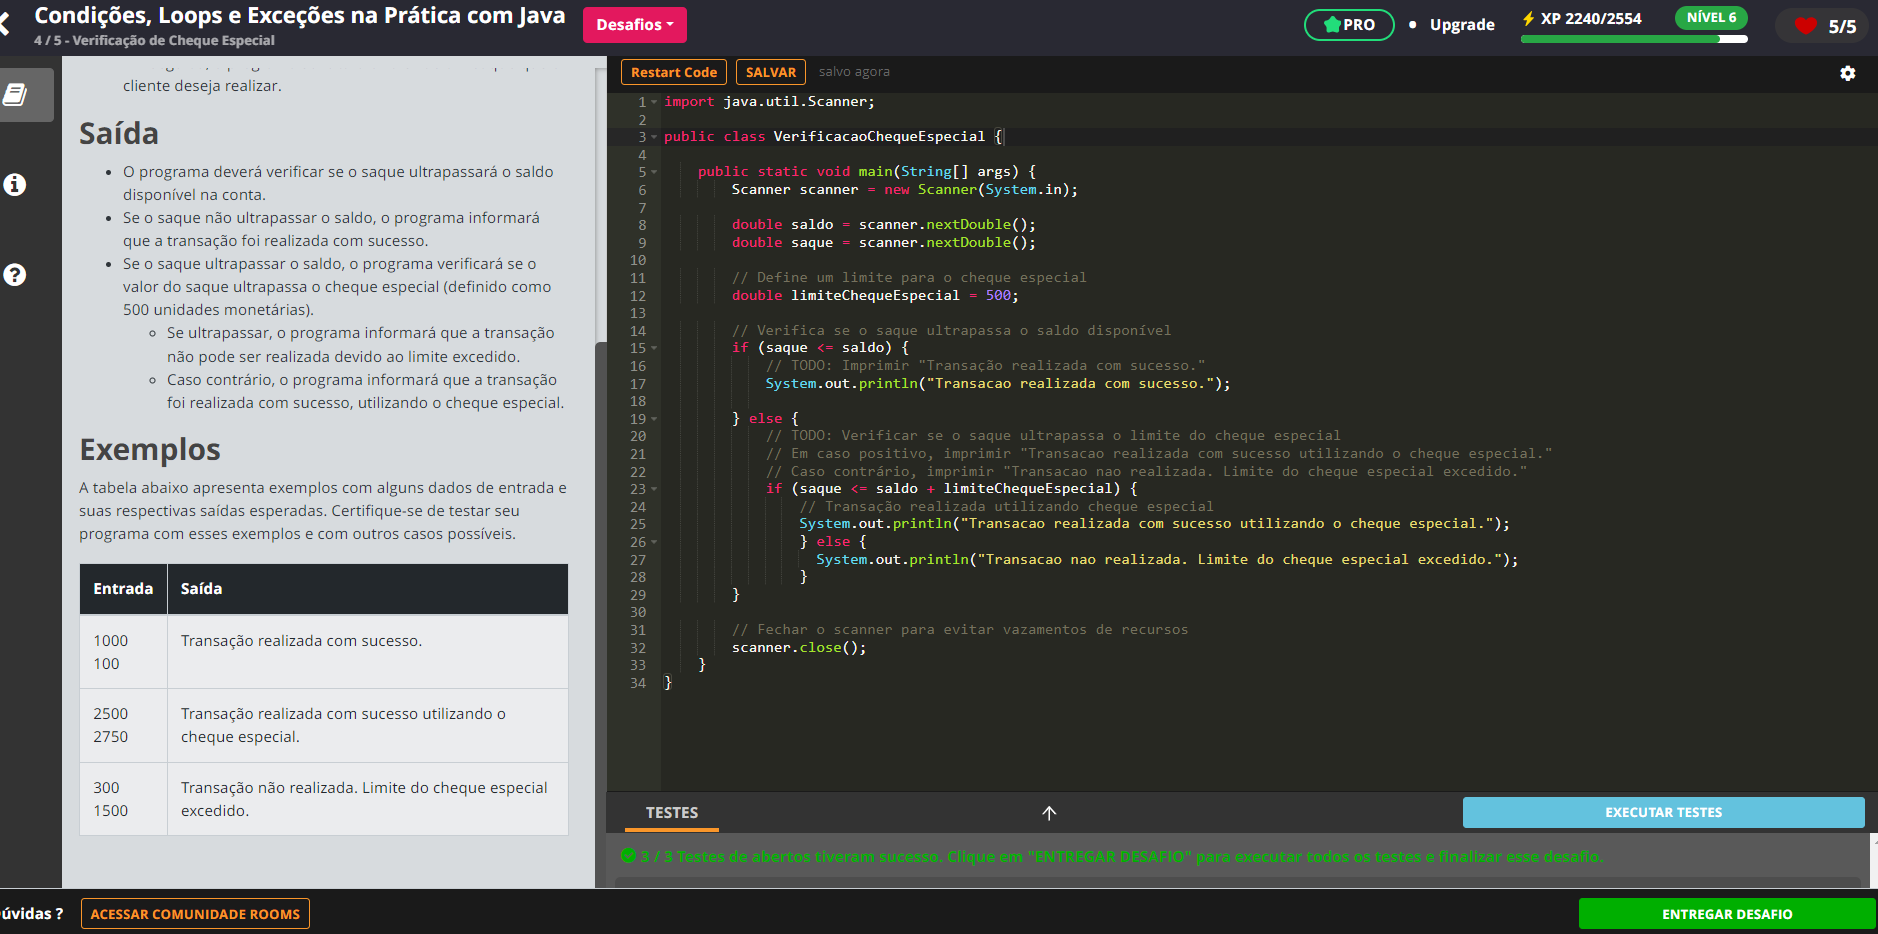 Condições, Loops e Exceções na Prática com Java
4 / 5 - Verificação de Cheque Especial
Desafios
PRO
Upgrade
XP 2240/2554
NÍVEL 6
5/5
cliente deseja realizar.
Saída
O programa deverá verificar se o saque ultrapassará o saldo
disponível na conta.
Se o saque não ultrapassar o saldo, o programa informará
que a transação foi realizada com sucesso.
Se o saque ultrapassar o saldo, o programa verificará se o
valor do saque ultrapassa o cheque especial (definido como
500 unidades monetárias).
Se ultrapassar, o programa informará que a transação
não pode ser realizada devido ao limite excedido.
Caso contrário, o programa informará que a transação
foi realizada com sucesso, utilizando o cheque especial.
Exemplos
A tabela abaixo apresenta exemplos com alguns dados de entrada e
suas respectivas saídas esperadas. Certifique-se de testar seu
programa com esses exemplos e com outros casos possíveis.
Entrada Saída
1000 Transação realizada com sucesso.
100
2500 Transação realizada com sucesso utilizando o
2750 cheque especial.
300 Transação não realizada. Limite do cheque especial
1500 excedido.
Restart Code SALVAR salvo agora
1 import java.util.Scanner;
2
3 public class VerificacaoChequeEspecial {
4
5 public static void main(String[] args) {
6 Scanner scanner = new Scanner(System.in);
7
8 double saldo = scanner.nextDouble();
9 double saque = scanner.nextDouble();
10
11 // Define um limite para o cheque especial
12 double limiteChequeEspecial = 500;
13
14 // Verifica se o saque ultrapassa o saldo disponível
15 if (saque <= saldo) {
16 // TODO: Imprimir "Transação realizada com sucesso."
17 System.out.println("Transacao realizada com sucesso.");
18
19 } else {
20 // TODO: Verificar se o saque ultrapassa o limite do cheque especial
21 // Em caso positivo, imprimir "Transacao realizada com sucesso utilizando o cheque especial."
22 // Caso contrário, imprimir "Transacao nao realizada. Limite do cheque especial excedido."
23 if (saque <= saldo + limiteChequeEspecial) {
24 // Transação realizada utilizando cheque especial
25 System.out.println("Transacao realizada com sucesso utilizando o cheque especial.");
26 } else {
27 System.out.println("Transacao nao realizada. Limite do cheque especial excedido.");
28 }
29 }
30
31 // Fechar o scanner para evitar vazamentos de recursos
32 scanner.close();
33 }
34 }
TESTES
EXECUTAR TESTES
3 / 3 Testes de abertos tiveram sucesso. Clique em "ENTREGAR DESAFIO" para executar todos os testes e finalizar esse desafio.
úvidas ?
ACESSAR COMUNIDADE ROOMS
ENTREGAR DESAFIO